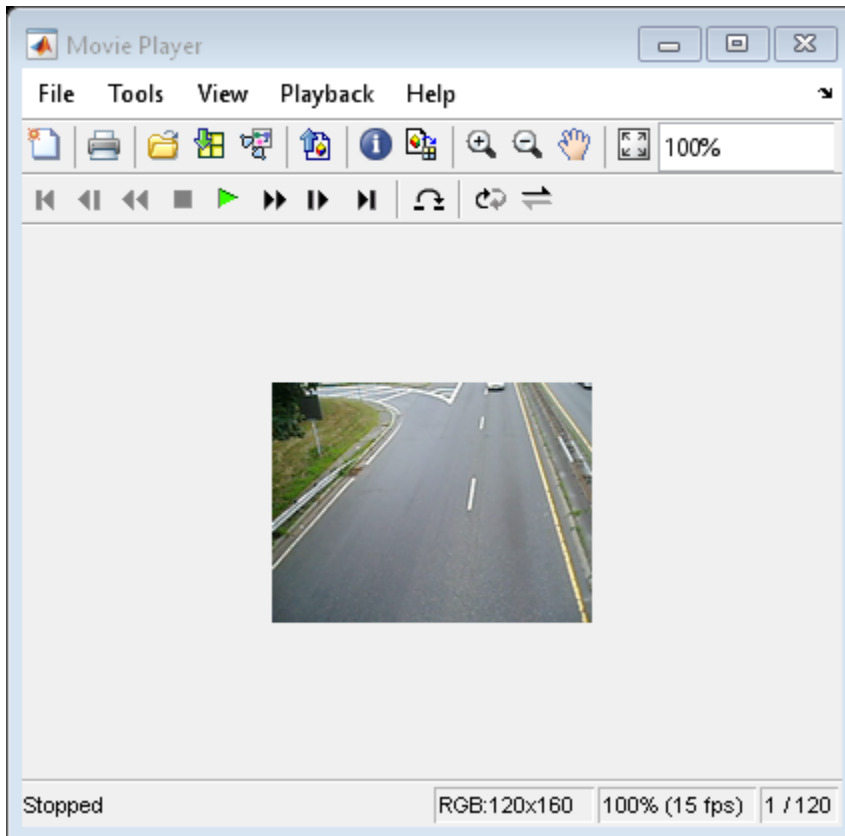 Movie Player
File Tools View Playback Help
100%
Stopped RGB:120x160 100% (15 fps) 1 / 120